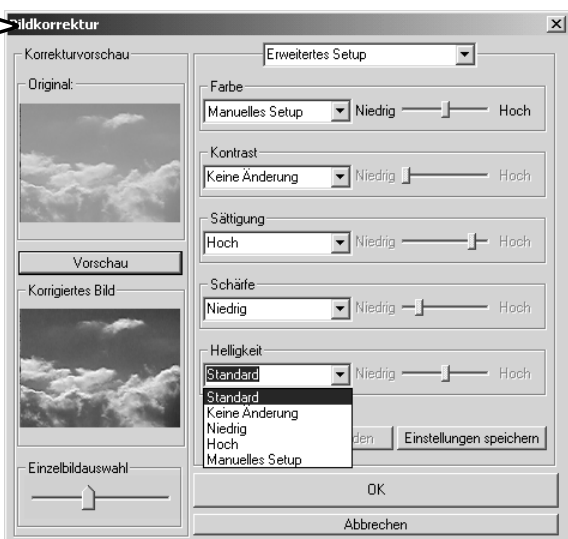 Bildkorrektur
Korrekturvorschau
Original:
Vorschau
Korrigiertes Bild
Einzelbildauswahl
Erweitertes Setup
Farbe
Manuelles Setup Niedrig Hoch
Kontrast
Keine Änderung Niedrig Hoch
Sättigung
Hoch Niedrig Hoch
Schärfe
Niedrig Niedrig Hoch
Helligkeit
Standard Niedrig Hoch
Standard
Keine Änderung
Niedrig
Hoch
Manuelles Setup
Einstellungen speichern
OK
Abbrechen